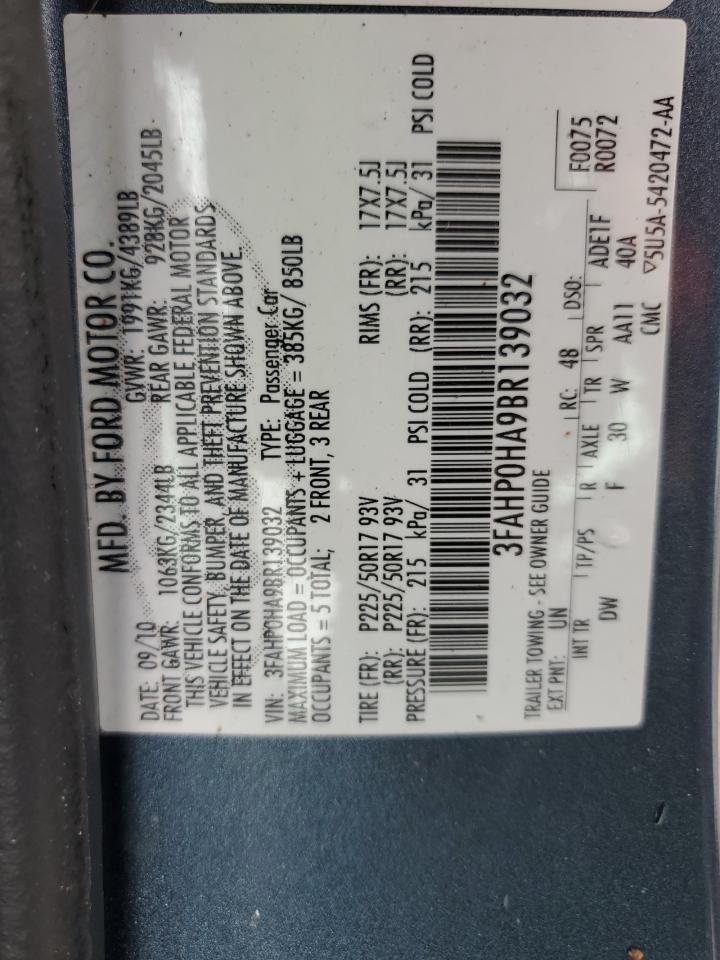 MFD. BY FORD MOTOR CO.
DATE: 09/10 GVWR: 1991KG/4389LB
FRONT GAWR: 1063KG/2344LB REAR GAWR: 928KG/2045LB
THIS VEHICLE CONFORMS TO ALL APPLICABLE FEDERAL MOTOR
VEHICLE SAFETY, BUMPER, AND THEFT PREVENTION STANDARDS
IN EFFECT ON THE DATE OF MANUFACTURE SHOWN ABOVE.
VIN: 3FAHP0HA9BR139032 TYPE: Passenger Car
MAXIMUM LOAD = OCCUPANTS + LUGGAGE = 385KG/ 850LB
OCCUPANTS = 5 TOTAL; 2 FRONT, 3 REAR
TIRE (FR): P225/50R17 93V RIMS (FR): 17X7.5J
(RR): P225/50R17 93V (RR): 17X7.5J
PRESSURE (FR): 215 kPa/ 31 PSI COLD (RR): 215 kPa/ 31 PSI COLD
3FAHP0HA9BR139032
TRAILER TOWING - SEE OWNER GUIDE F0075
EXT PNT: UN RC: 48 DSO: R0072
INT TR TP/PS R AXLE TR SPR ADE1F
DW F 30 W AA11 40A
CMC ▽5U5A-5420472-AA